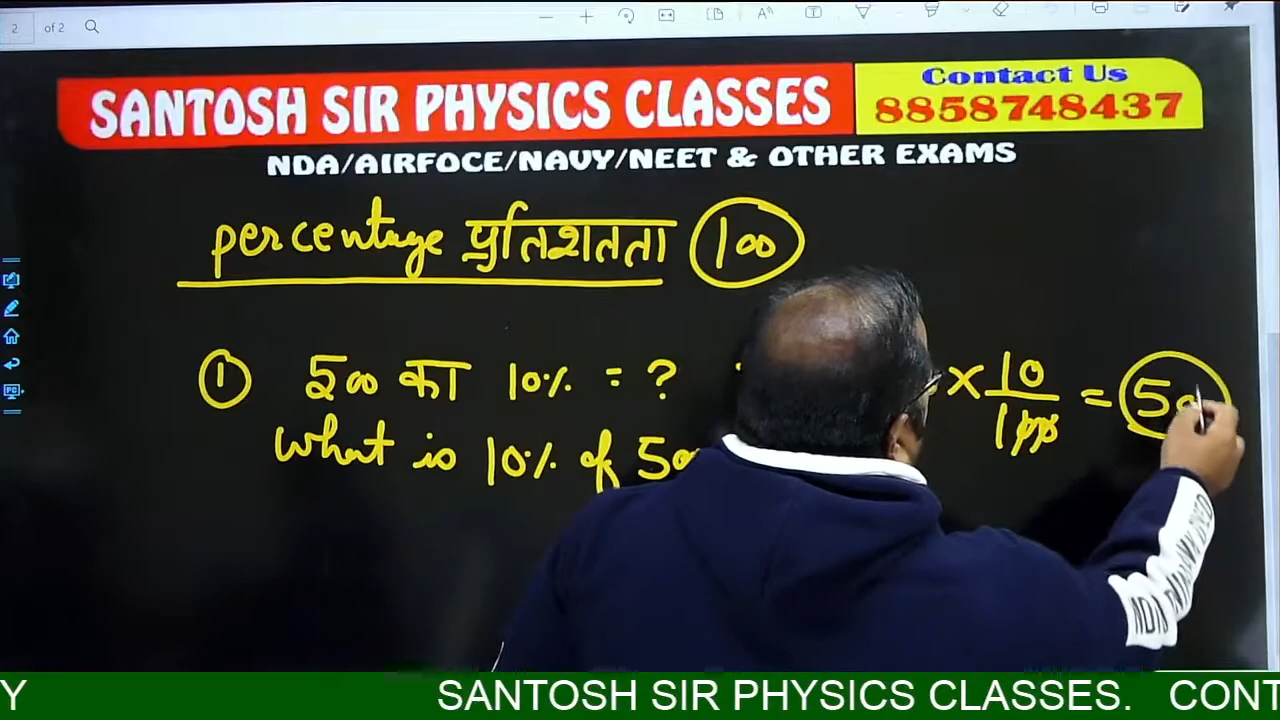 2 of 2
SANTOSH SIR PHYSICS CLASSES
Contact Us
8858748437
NDA/AIRFOCE/NAVY/NEET & OTHER EXAMS
percentage प्रतिशतता 100
① 500 का 10% = ? × 10/100 = 50
what is 10% of
SANTOSH SIR PHYSICS CLASSES.